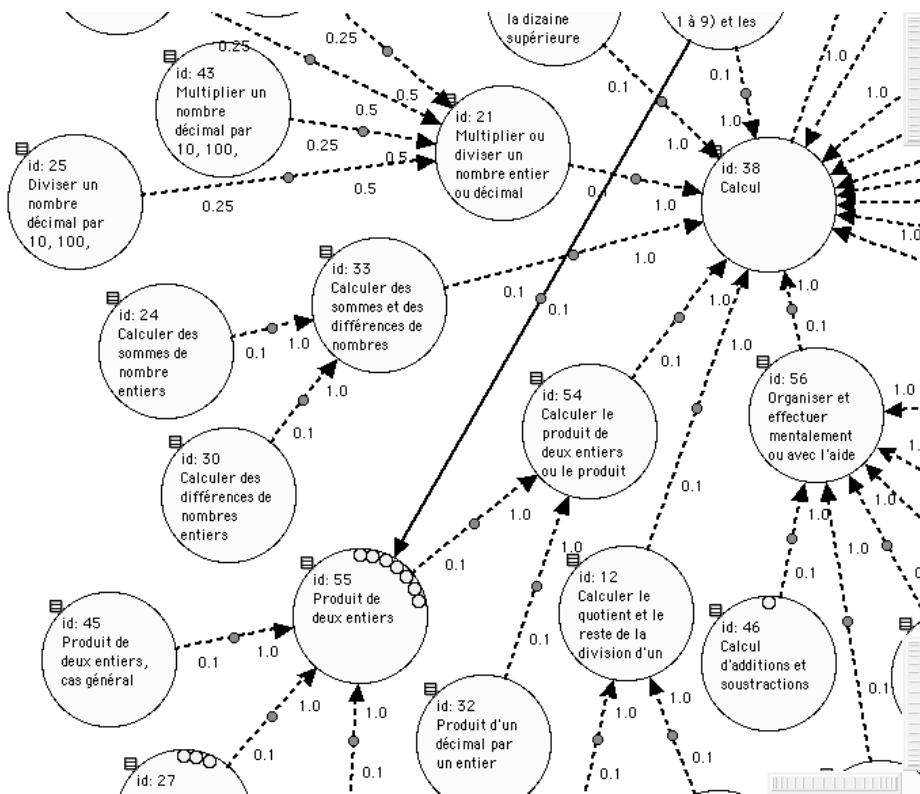 la dizaine
supérieure
1 à 9) et les
0.25
0.25
1.0
0.1
0.1
1.0
id: 43
Multiplier un
nombre
décimal par
10, 100,
0.5
0.25
id: 21
Multiplier ou
diviser un
nombre entier
ou décimal
1.0
1.0
id: 38
Calcul
id: 25
Diviser un
nombre
décimal par
10, 100,
0.5
0.5
0.25
0.1
1.0
1.0
id: 33
Calculer des
sommes et des
différences de
nombres
1.0
0.1
0.1
id: 24
Calculer des
sommes de
nombre
entiers
0.1
1.0
1.0
0.1
1.0
1.0
0.1
0.1
id: 54
Calculer le
produit de
deux entiers
ou le produit
id: 56
Organiser et
effectuer
mentalement
ou avec l'aide
1.0
id: 30
Calculer des
différences de
nombres
entiers
0.1
1.0
1.0
1.0
1.0
1.0
0.1
0.1
0.1
id: 55
Produit de
deux entiers
id: 12
Calculer le
quotient et le
reste de la
division d'un
id: 46
Calcul
d'additions et
soustractions
id: 45
Produit de
deux entiers,
cas général
0.1
1.0
0.1
0.1
id: 32
Produit d'un
décimal par
un entier
1.0
1.0
1.0
1.0
0.1
0.1
0.1
id: 27